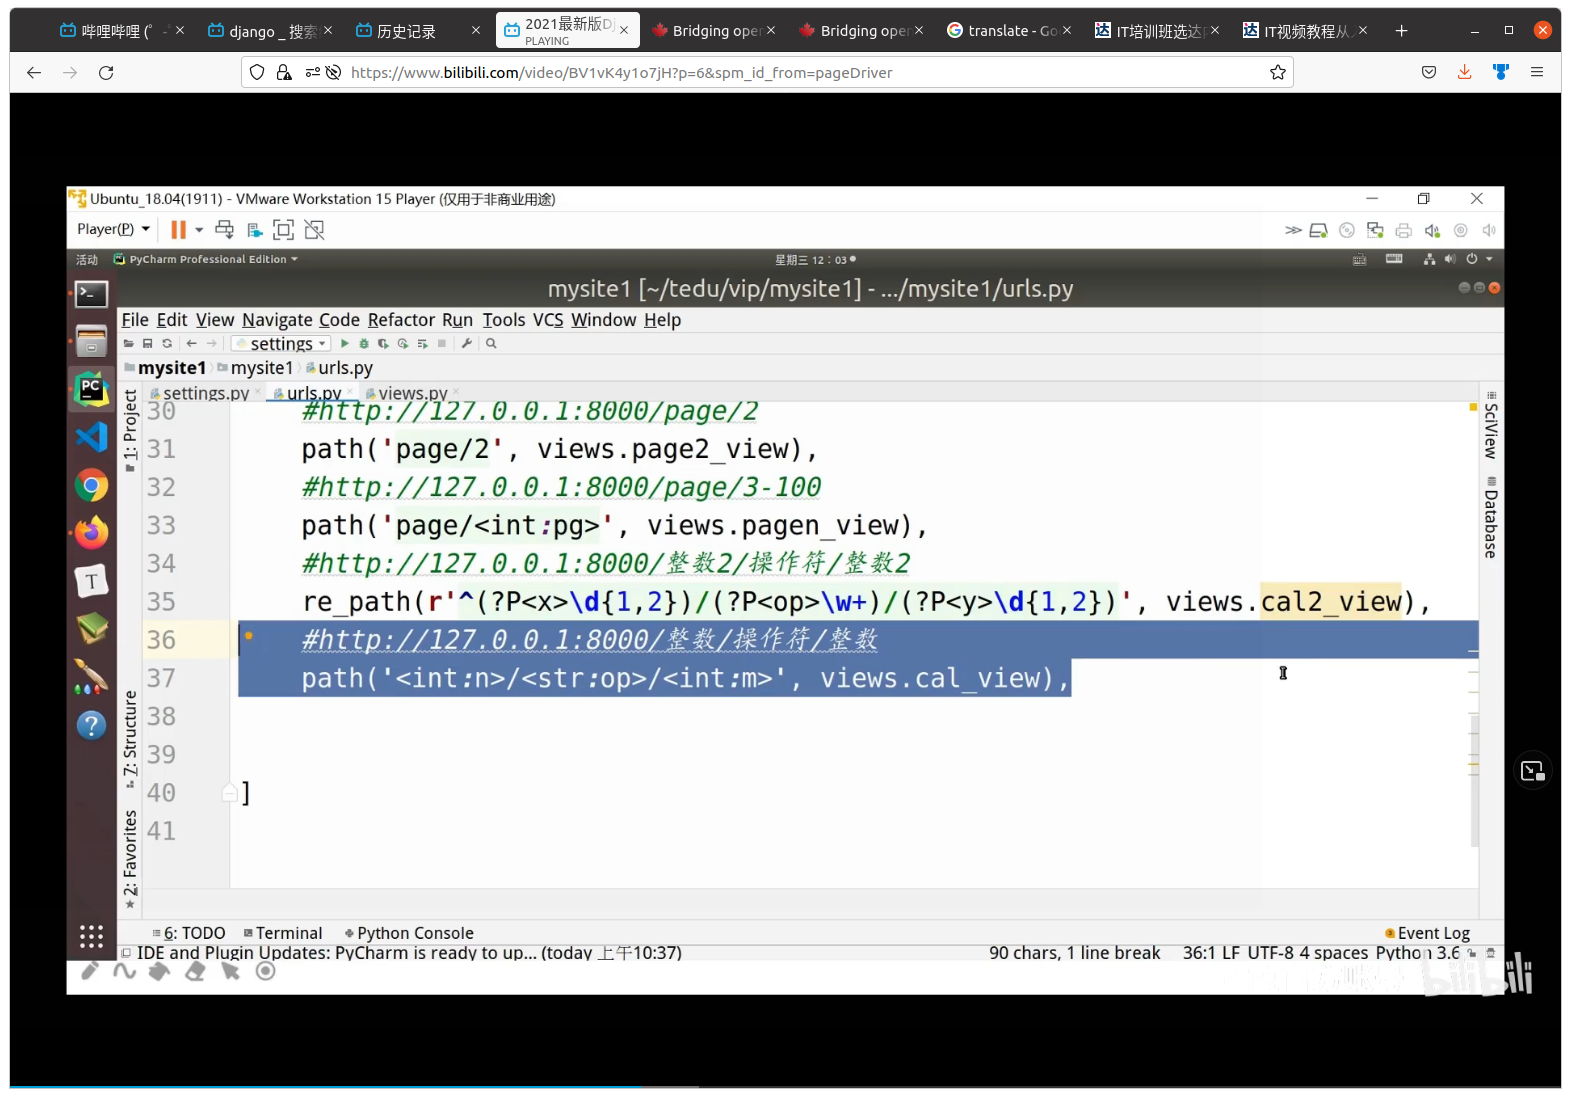 哔哩哔哩 (゜-
django _ 搜索
历史记录
2021最新版Dj
PLAYING
Bridging oper
Bridging oper
translate - Go
IT培训班选达
IT视频教程从
https://www.bilibili.com/video/BV1vK4y1o7jH?p=6&spm_id_from=pageDriver
Ubuntu_18.04(1911) - VMware Workstation 15 Player (仅用于非商业用途)
Player(P)
活动
PyCharm Professional Edition
星期三 12：03
mysite1 [~/tedu/vip/mysite1] - .../mysite1/urls.py
File Edit View Navigate Code Refactor Run Tools VCS Window Help
settings
mysite1 mysite1 urls.py
settings.py urls.py views.py
1: Project
7: Structure
2: Favorites
SciView
Database
30 #http://127.0.0.1:8000/page/2
31 path('page/2', views.page2_view),
32 #http://127.0.0.1:8000/page/3-100
33 path('page/<int:pg>', views.pagen_view),
34 #http://127.0.0.1:8000/整数2/操作符/整数2
35 re_path(r'^(?P<x>\d{1,2})/(?P<op>\w+)/(?P<y>\d{1,2})', views.cal2_view),
36 #http://127.0.0.1:8000/整数/操作符/整数
37 path('<int:n>/<str:op>/<int:m>', views.cal_view),
38
39
40 ]
41
6: TODO Terminal Python Console Event Log
IDE and Plugin Updates: PyCharm is ready to up... (today 上午10:37) 90 chars, 1 line break 36:1 LF UTF-8 4 spaces Python 3.6
bilibili